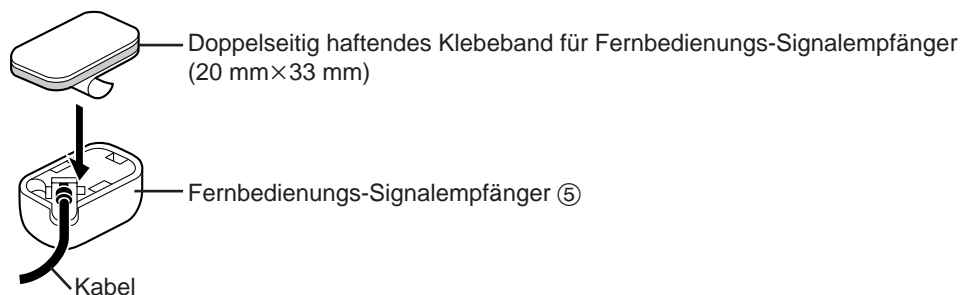 Doppelseitig haftendes Klebeband für Fernbedienungs-Signalempfänger
(20 mm×33 mm)
Fernbedienungs-Signalempfänger ⑤
Kabel